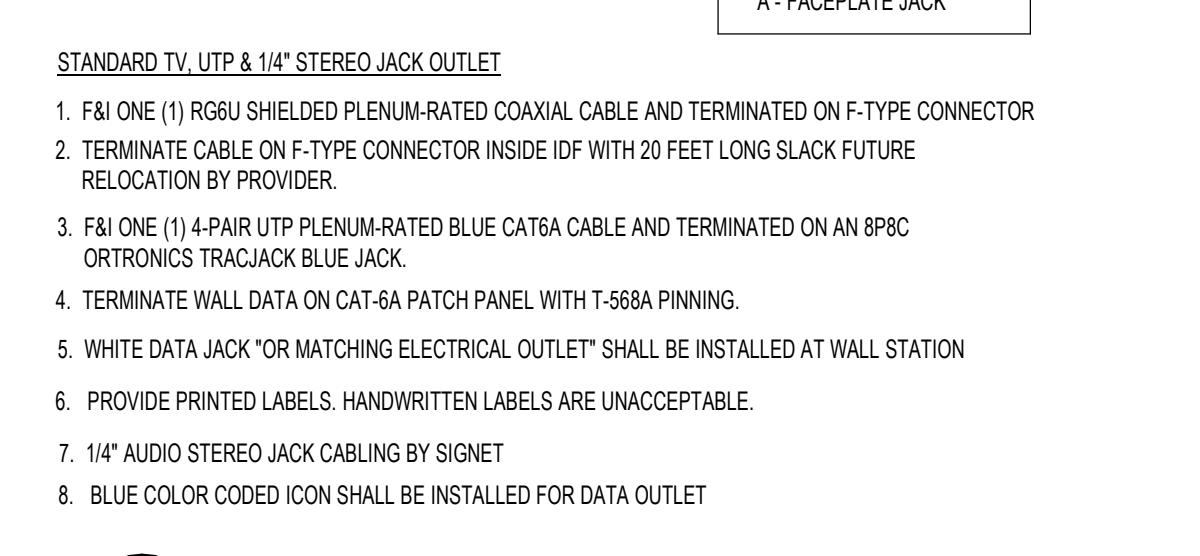 A - FACEPLATE JACK
STANDARD TV, UTP & 1/4" STEREO JACK OUTLET
1. F&I ONE (1) RG6U SHIELDED PLENUM-RATED COAXIAL CABLE AND TERMINATED ON F-TYPE CONNECTOR
2. TERMINATE CABLE ON F-TYPE CONNECTOR INSIDE IDF WITH 20 FEET LONG SLACK FUTURE
RELOCATION BY PROVIDER.
3. F&I ONE (1) 4-PAIR UTP PLENUM-RATED BLUE CAT6A CABLE AND TERMINATED ON AN 8P8C
ORTRONICS TRACJACK BLUE JACK.
4. TERMINATE WALL DATA ON CAT-6A PATCH PANEL WITH T-568A PINNING.
5. WHITE DATA JACK "OR MATCHING ELECTRICAL OUTLET" SHALL BE INSTALLED AT WALL STATION
6. PROVIDE PRINTED LABELS. HANDWRITTEN LABELS ARE UNACCEPTABLE.
7. 1/4" AUDIO STEREO JACK CABLING BY SIGNET
8. BLUE COLOR CODED ICON SHALL BE INSTALLED FOR DATA OUTLET